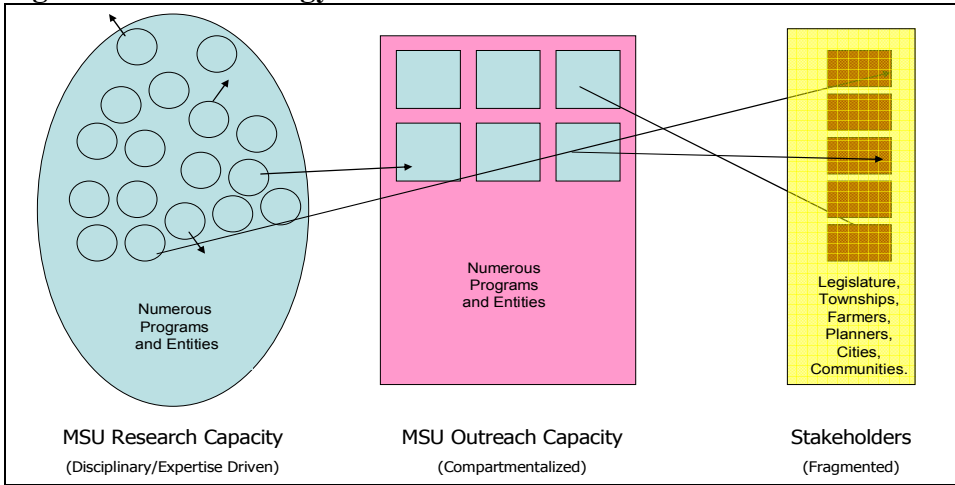 Numerous
Programs
and Entities
Numerous
Programs
and Entities
Legislature,
Townships,
Farmers,
Planners,
Cities,
Communities.
MSU Research Capacity
(Disciplinary/Expertise Driven)
MSU Outreach Capacity
(Compartmentalized)
Stakeholders
(Fragmented)